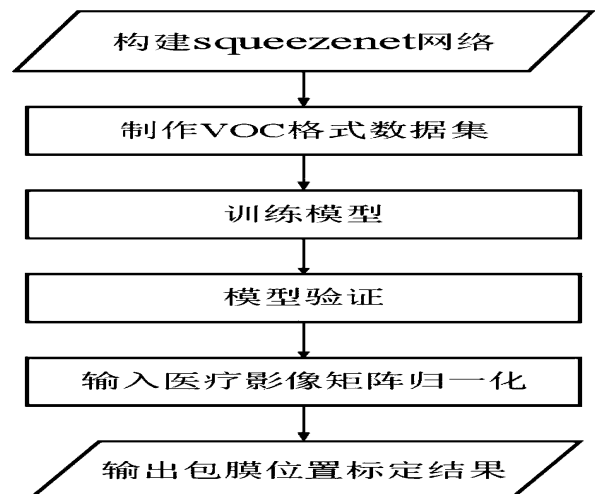 构建squeezenet网络
制作VOC格式数据集
训练模型
模型验证
输入医疗影像矩阵归一化
输出包膜位置标定结果